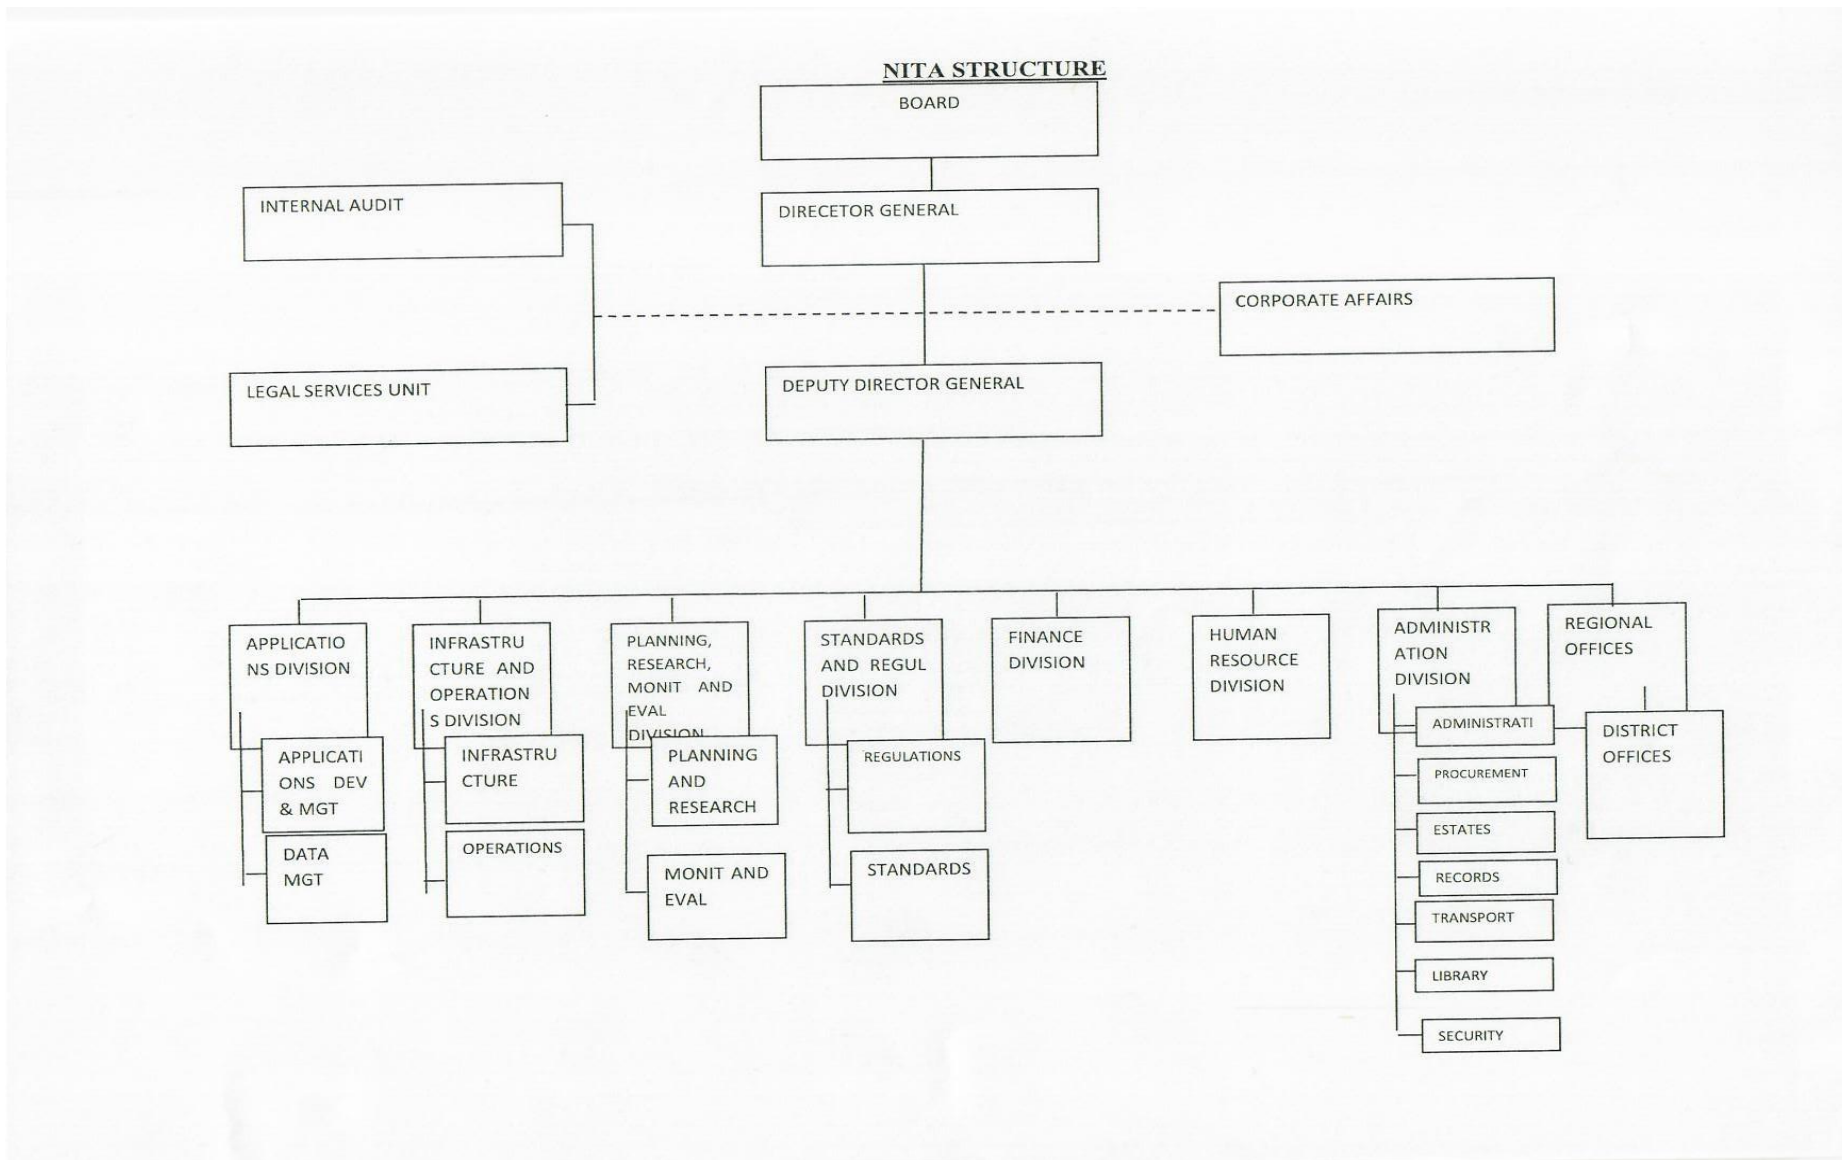 NITA STRUCTURE
BOARD
INTERNAL AUDIT
DIRECETOR GENERAL
CORPORATE AFFAIRS
LEGAL SERVICES UNIT
DEPUTY DIRECTOR GENERAL
APPLICATIO
NS DIVISION
INFRASTRU
CTURE AND
OPERATION
S DIVISION
PLANNING,
RESEARCH,
MONIT AND
EVAL
DIVISION
STANDARDS
AND REGUL
DIVISION
FINANCE
DIVISION
HUMAN
RESOURCE
DIVISION
ADMINISTR
ATION
DIVISION
REGIONAL
OFFICES
APPLICATI
ONS DEV
& MGT
DATA
MGT
INFRASTRU
CTURE
OPERATIONS
PLANNING
AND
RESEARCH
MONIT AND
EVAL
REGULATIONS
STANDARDS
ADMINISTRATI
PROCUREMENT
ESTATES
RECORDS
TRANSPORT
LIBRARY
SECURITY
DISTRICT
OFFICES